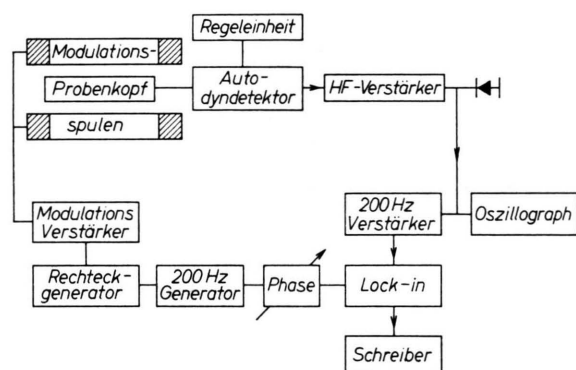 Regeleinheit
Modulations-
Probenkopf
Auto-
dyndetektor
HF-Verstärker
spulen
Modulations
Verstärker
200 Hz
Verstärker
Oszillograph
Rechteck-
generator
200 Hz
Generator
Phase
Lock-in
Schreiber